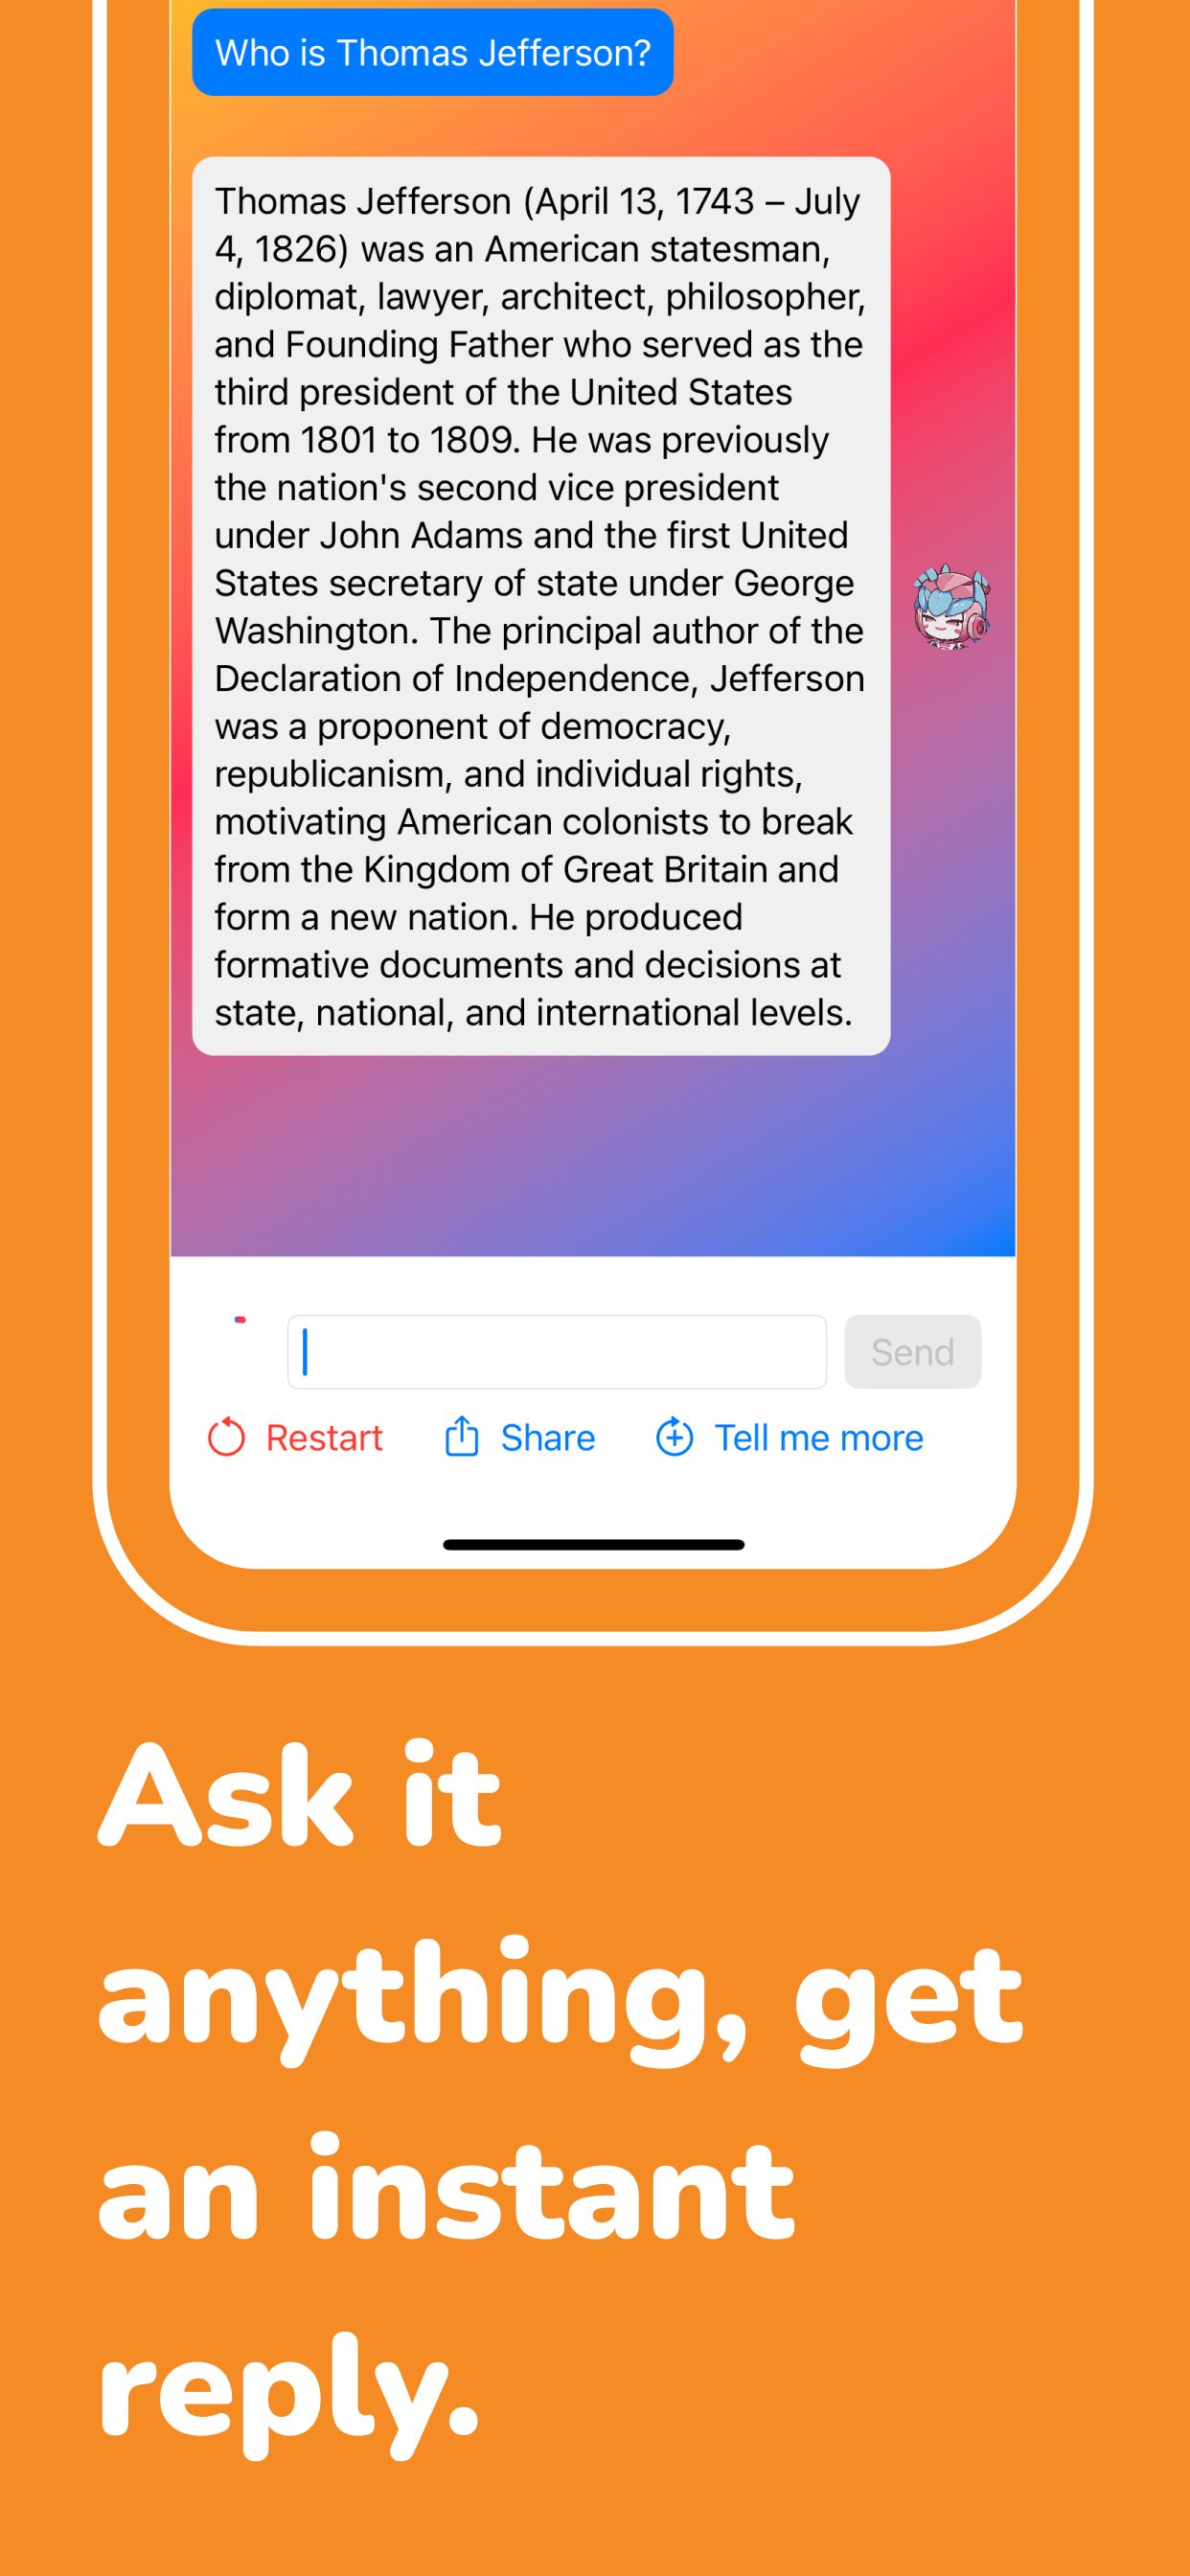 Who is Thomas Jefferson?
Thomas Jefferson (April 13, 1743 – July
4, 1826) was an American statesman,
diplomat, lawyer, architect, philosopher,
and Founding Father who served as the
third president of the United States
from 1801 to 1809. He was previously
the nation's second vice president
under John Adams and the first United
States secretary of state under George
Washington. The principal author of the
Declaration of Independence, Jefferson
was a proponent of democracy,
republicanism, and individual rights,
motivating American colonists to break
from the Kingdom of Great Britain and
form a new nation. He produced
formative documents and decisions at
state, national, and international levels.
Send
Restart Share Tell me more
Ask it
anything, get
an instant
reply.